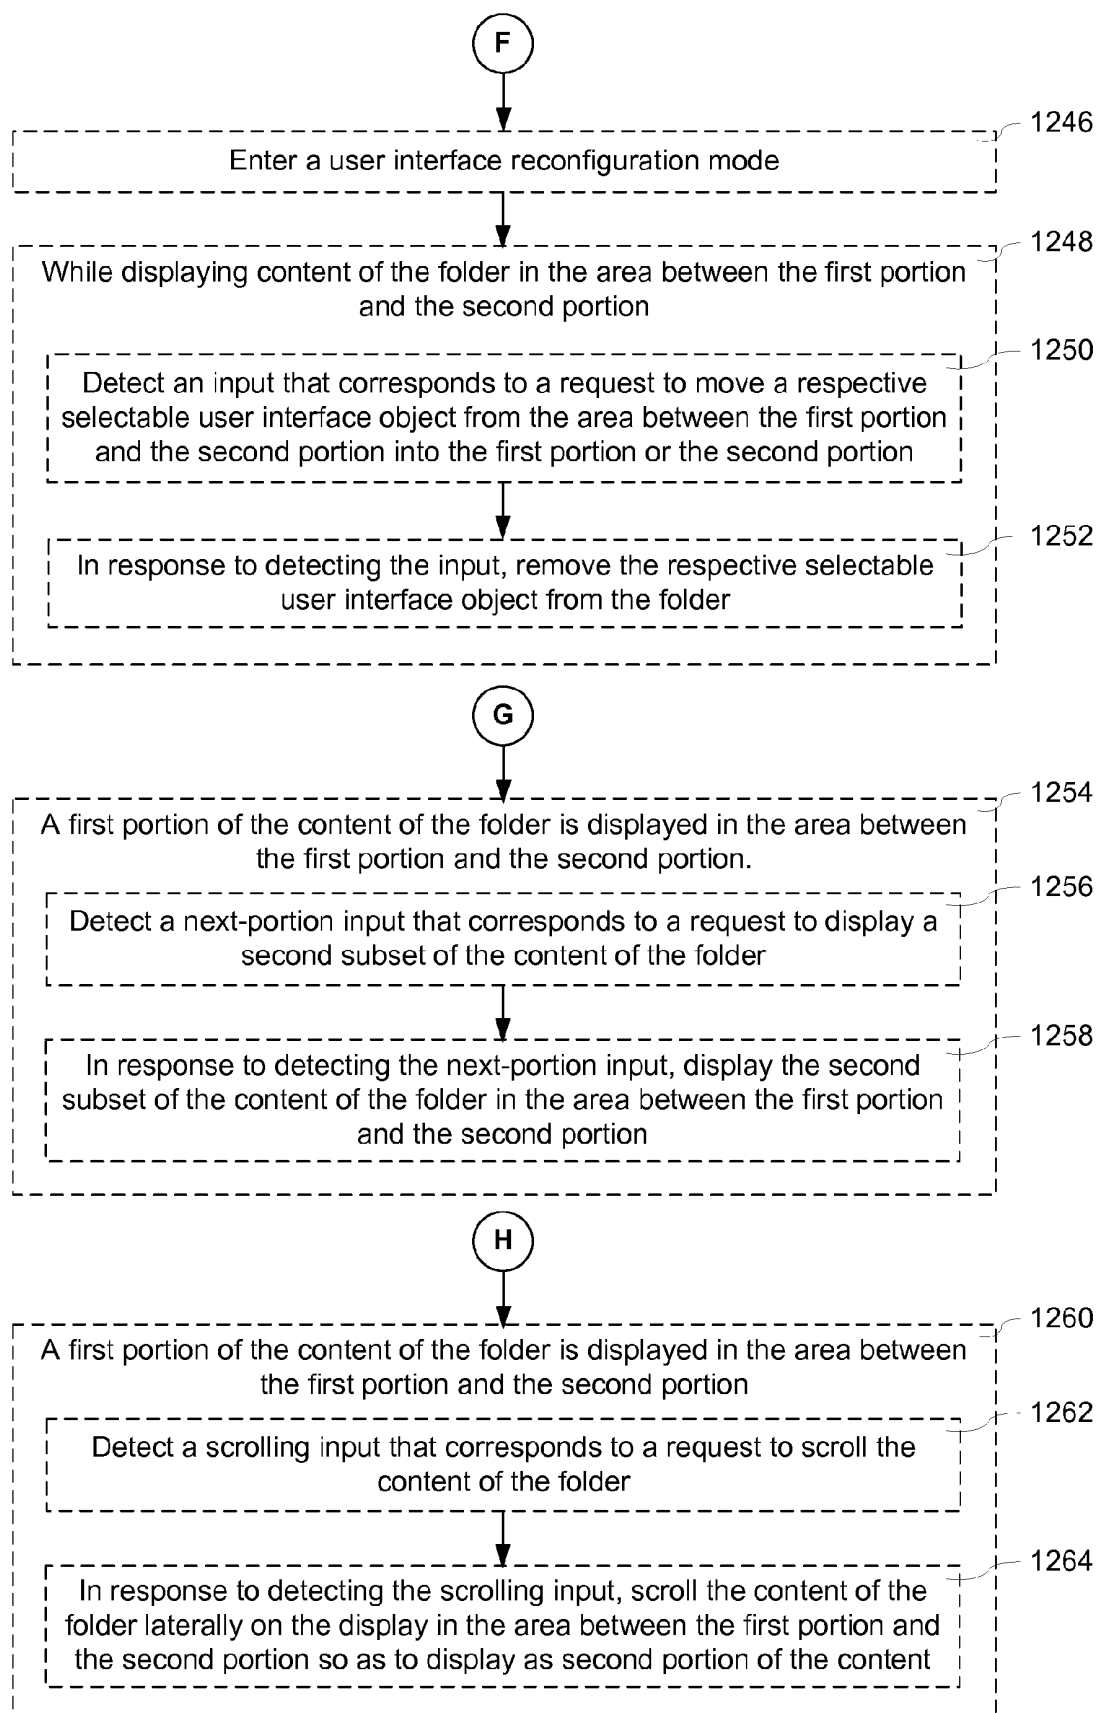 F
1246
Enter a user interface reconfiguration mode
1248
While displaying content of the folder in the area between the first portion
and the second portion
1250
Detect an input that corresponds to a request to move a respective
selectable user interface object from the area between the first portion
and the second portion into the first portion or the second portion
1252
In response to detecting the input, remove the respective selectable
user interface object from the folder
G
1254
A first portion of the content of the folder is displayed in the area between
the first portion and the second portion.
1256
Detect a next-portion input that corresponds to a request to display a
second subset of the content of the folder
1258
In response to detecting the next-portion input, display the second
subset of the content of the folder in the area between the first portion
and the second portion
H
1260
A first portion of the content of the folder is displayed in the area between
the first portion and the second portion
1262
Detect a scrolling input that corresponds to a request to scroll the
content of the folder
1264
In response to detecting the scrolling input, scroll the content of the
folder laterally on the display in the area between the first portion and
the second portion so as to display as second portion of the content